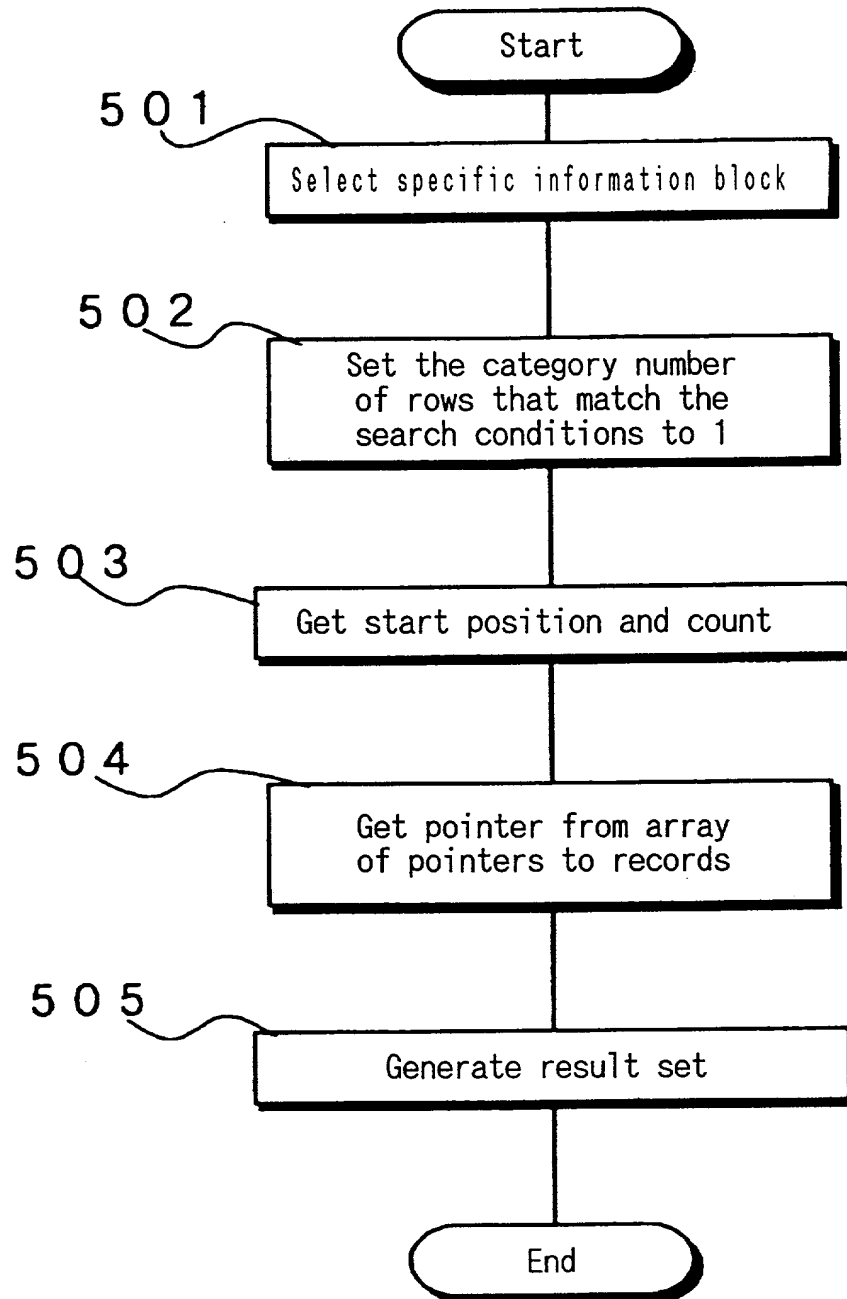 Start
501
Select specific information block
502
Set the category number
of rows that match the
search conditions to 1
503
Get start position and count
504
Get pointer from array
of pointers to records
505
Generate result set
End